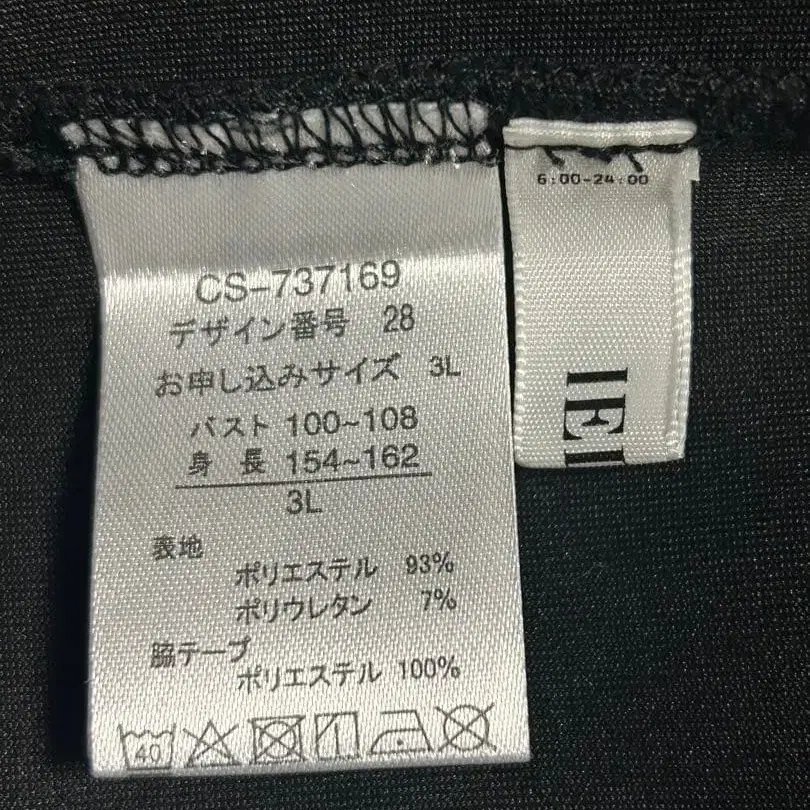 CS-737169
デザイン番号 28
お申し込みサイズ 3L
バスト 100~108
身長 154~162
3L
表地
ポリエステル 93%
ポリウレタン 7%
脇テープ
ポリエステル 100%
40
6:00-24:00